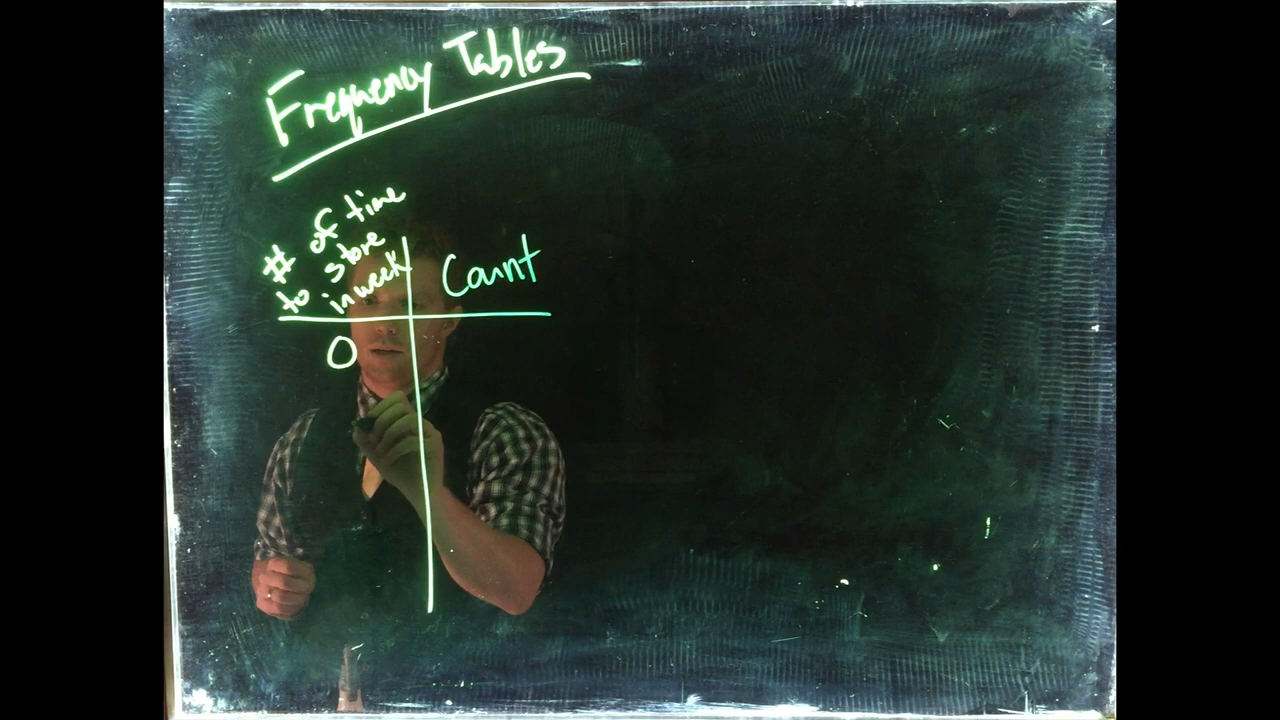 Frequency Tables
# of time
to store
in week
Count
0